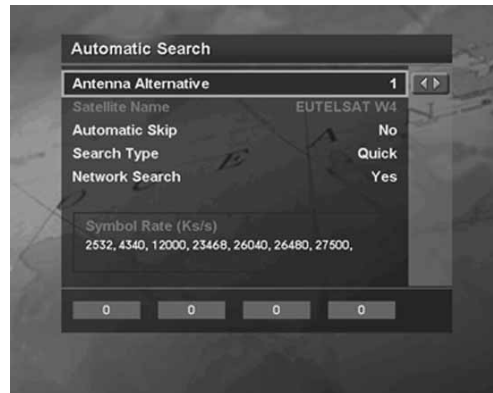 Automatic Search
Antenna Alternative 1
Satellite Name EUTELSAT W4
Automatic Skip No
Search Type Quick
Network Search Yes
Symbol Rate (Ks/s)
2532, 4340, 12000, 23468, 26040, 26480, 27500,
0 0 0 0